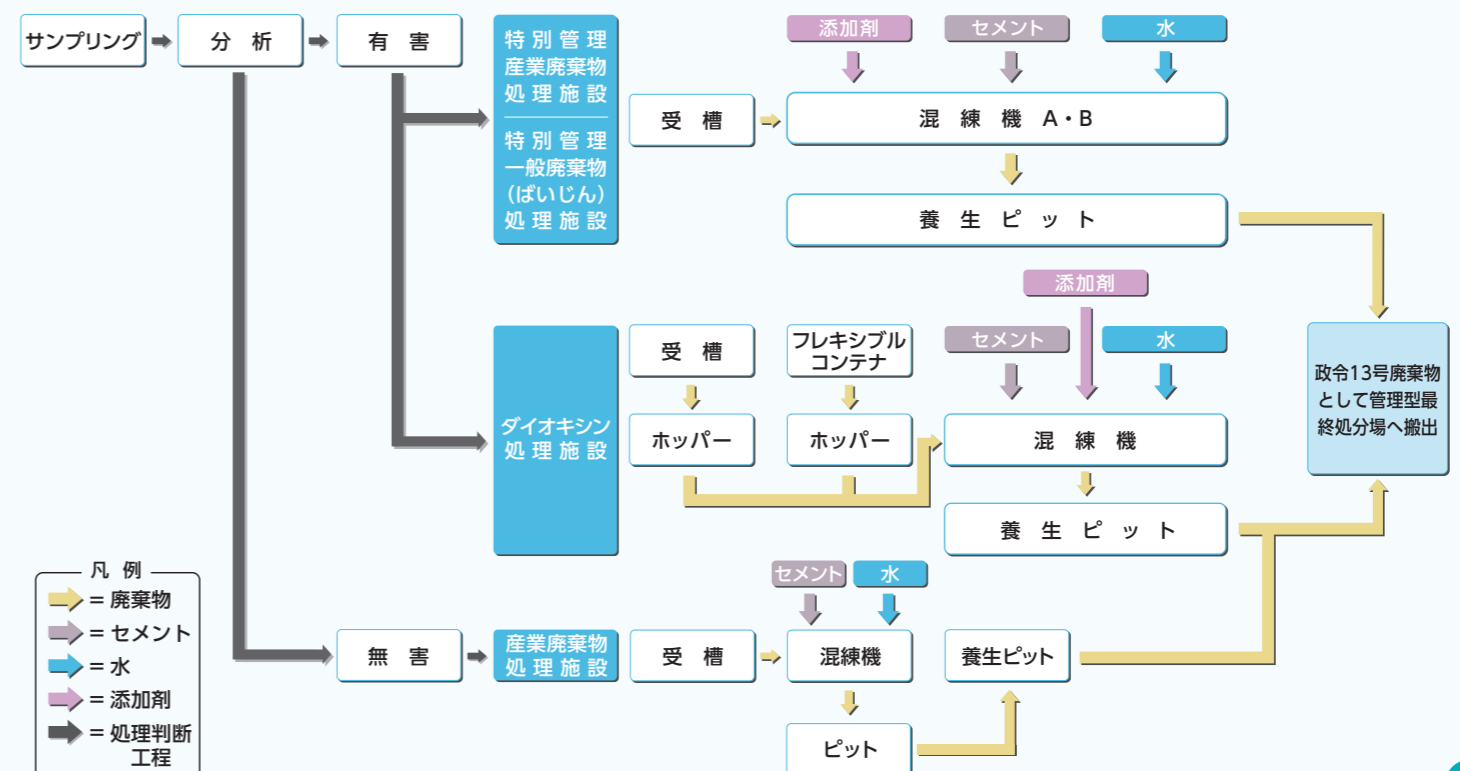 サンプリング
分析
有害
特別管理
産業廃棄物
処理施設
特別管理
一般廃棄物
(ばいじん)
処理施設
受槽
添加剤
セメント
水
混練機 A・B
養生ピット
ダイオキシン
処理施設
受槽
ホッパー
フレキシブル
コンテナ
ホッパー
添加剤
セメント
水
混練機
養生ピット
政令13号廃棄物
として管理型最
終処分場へ搬出
無害
産業廃棄物
処理施設
受槽
セメント
水
混練機
ピット
養生ピット
凡例
= 廃棄物
= セメント
= 水
= 添加剤
= 処理判断
工程